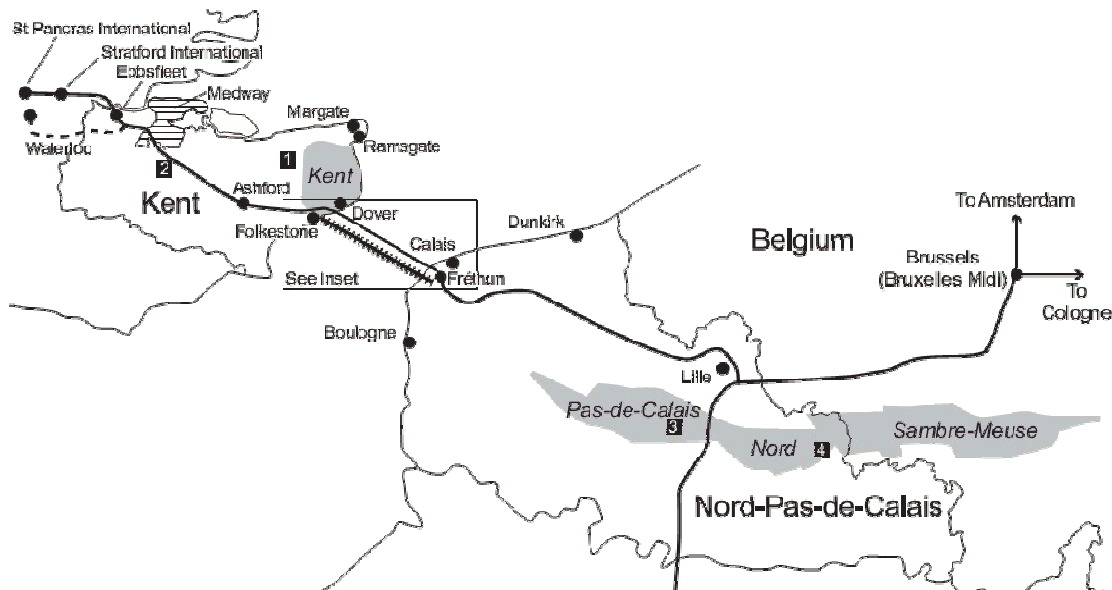 St Pancras International
Stratford International
Ebbsfleet
Medway
Margate
Ramsgate
Waterloo
2
1
Kent
Kent
Ashford
Dover
Folkestone
Dunkirk
Calais
See Inset
Fréthun
To Amsterdam
Belgium
Brussels
(Bruxelles Midi)
To
Cologne
Boulogne
Lille
Pas-de-Calais
3
Nord
4
Sambre-Meuse
Nord-Pas-de-Calais